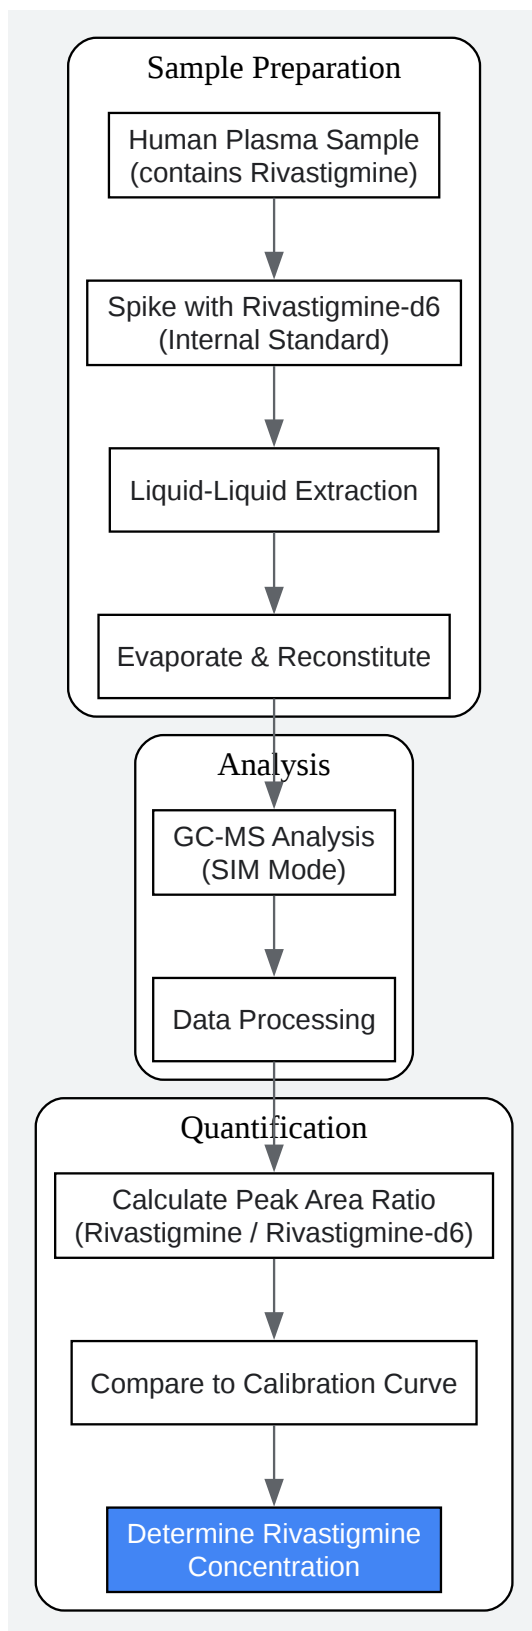 Sample Preparation
Human Plasma Sample
(contains Rivastigmine)
Spike with Rivastigmine-d6
(Internal Standard)
Liquid-Liquid Extraction
Evaporate & Reconstitute
Analysis
GC-MS Analysis
(SIM Mode)
Data Processing
Quantification
Calculate Peak Area Ratio
(Rivastigmine / Rivastigmine-d6)
Compare to Calibration Curve
Determine Rivastigmine
Concentration